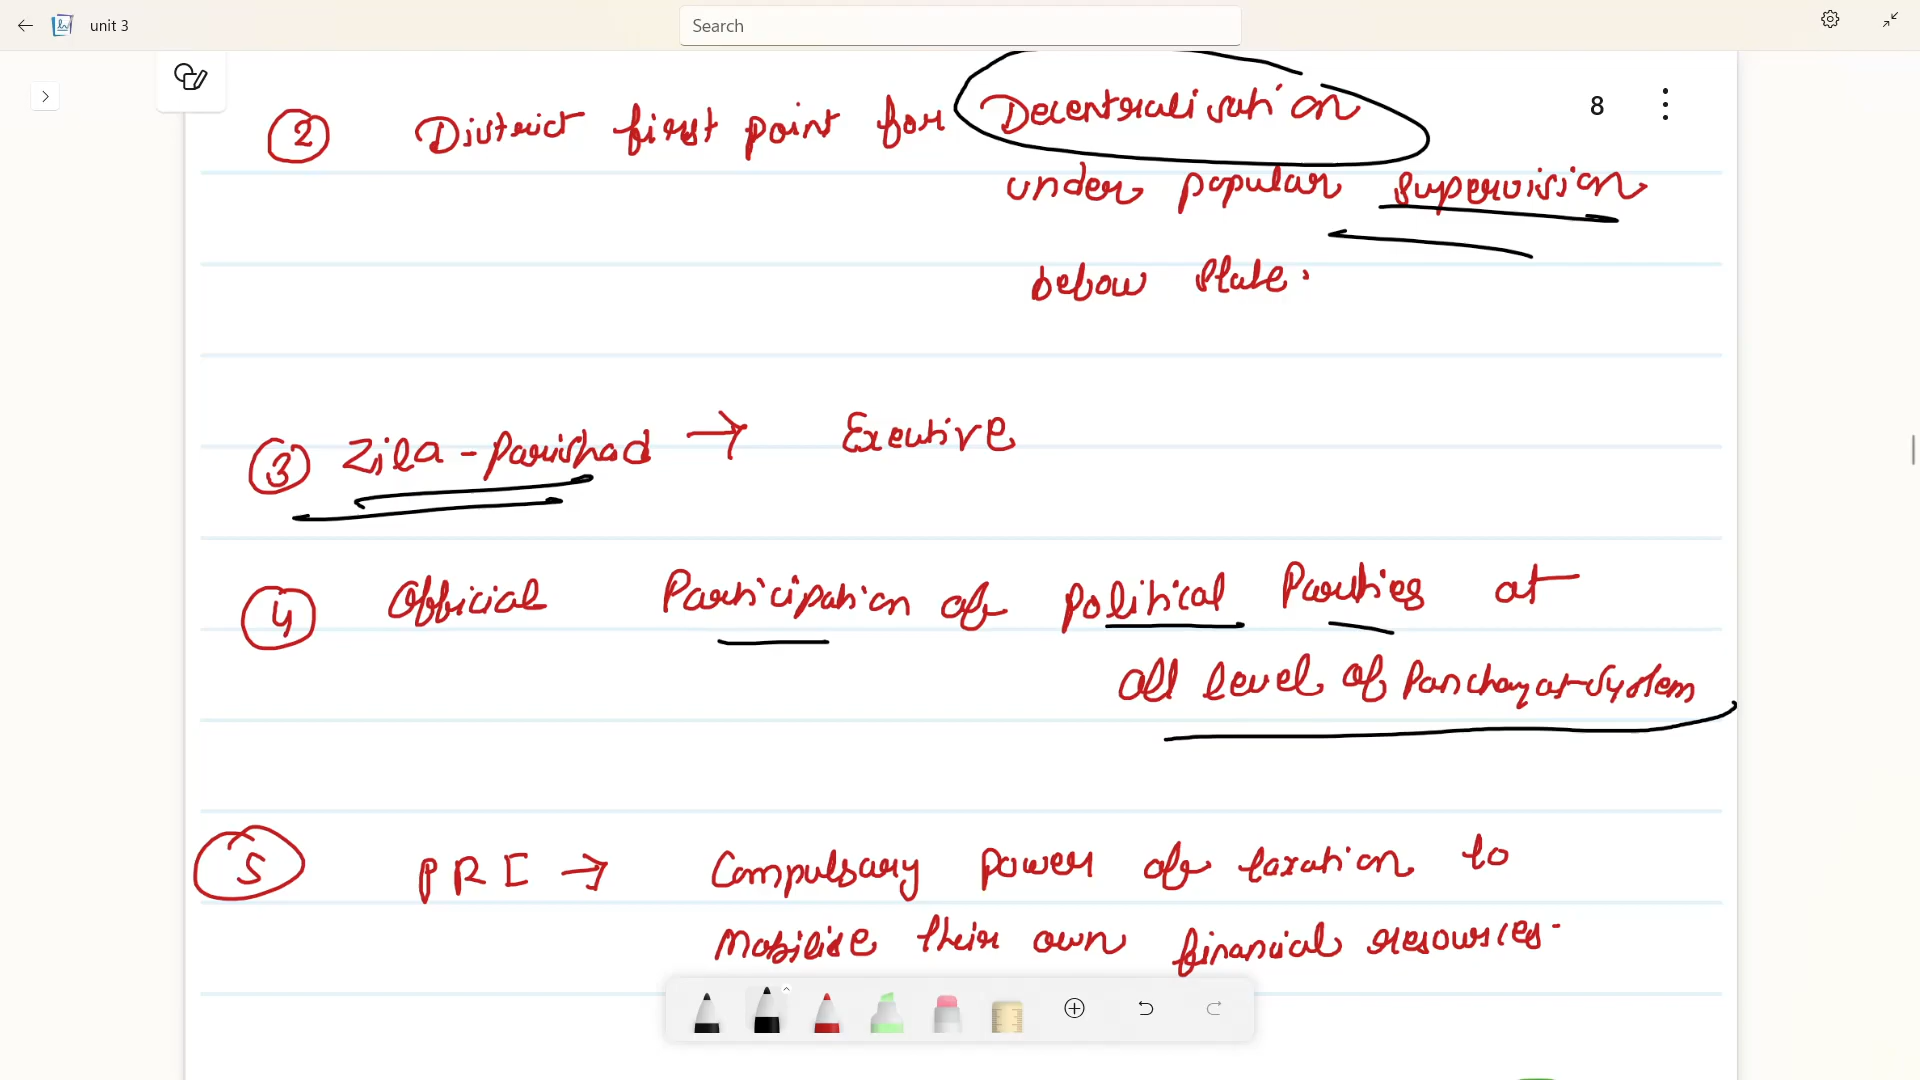 unit 3
Search
8
② District first point for Decentralisation
under popular supervision
below state.
③ Zila-Parishad → Executive
④ Official Participation of Political Parties at
all level of Panchayat System
⑤ PRI → Compulsary power of taxation to
Mobilise their own financial resources.